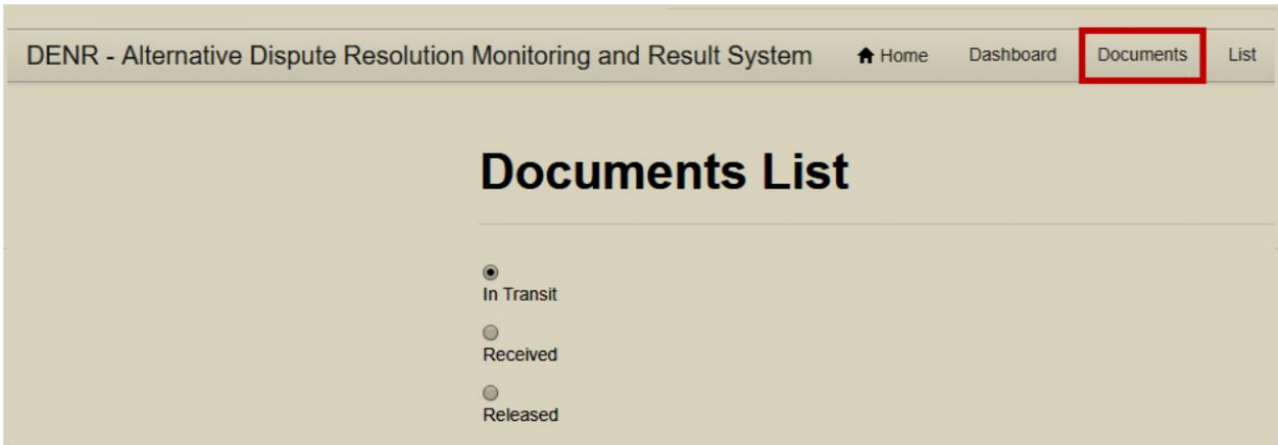 DENR - Alternative Dispute Resolution Monitoring and Result System Home Dashboard Documents List
Documents List
In Transit
Received
Released